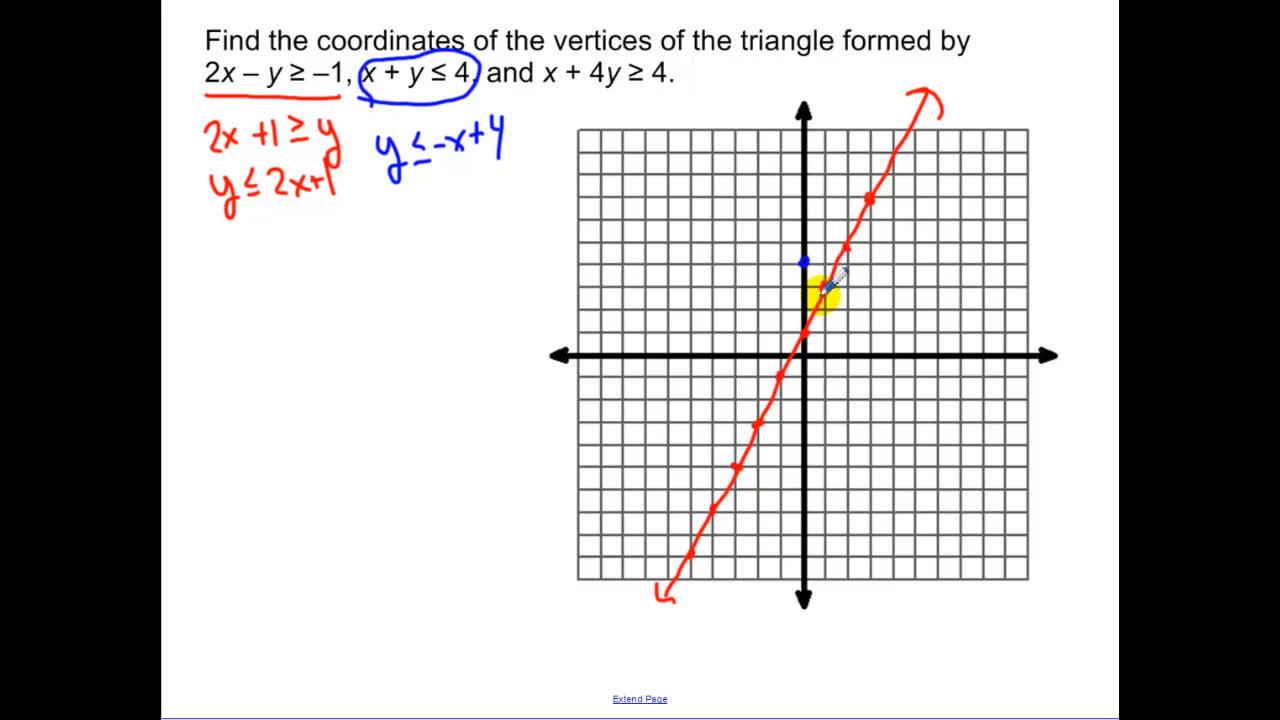 Find the coordinates of the vertices of the triangle formed by
2x – y ≥ –1, x + y ≤ 4, and x + 4y ≥ 4.
2x +1 ≥ y
y ≤ 2x+1
y ≤ -x+4
Extend Page